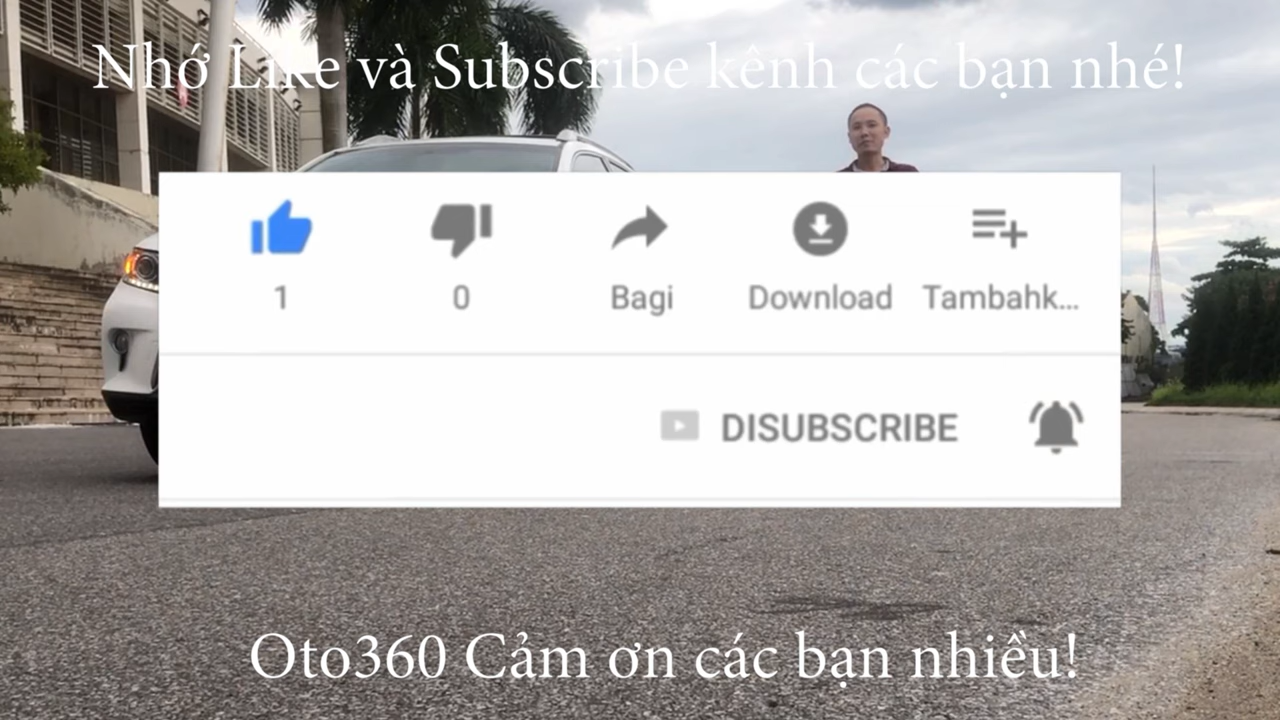 Nhớ Like và Subscribe kênh các bạn nhé!
1 0 Bagi Download Tambahk...
DISUBSCRIBE
Oto360 Cảm ơn các bạn nhiều!